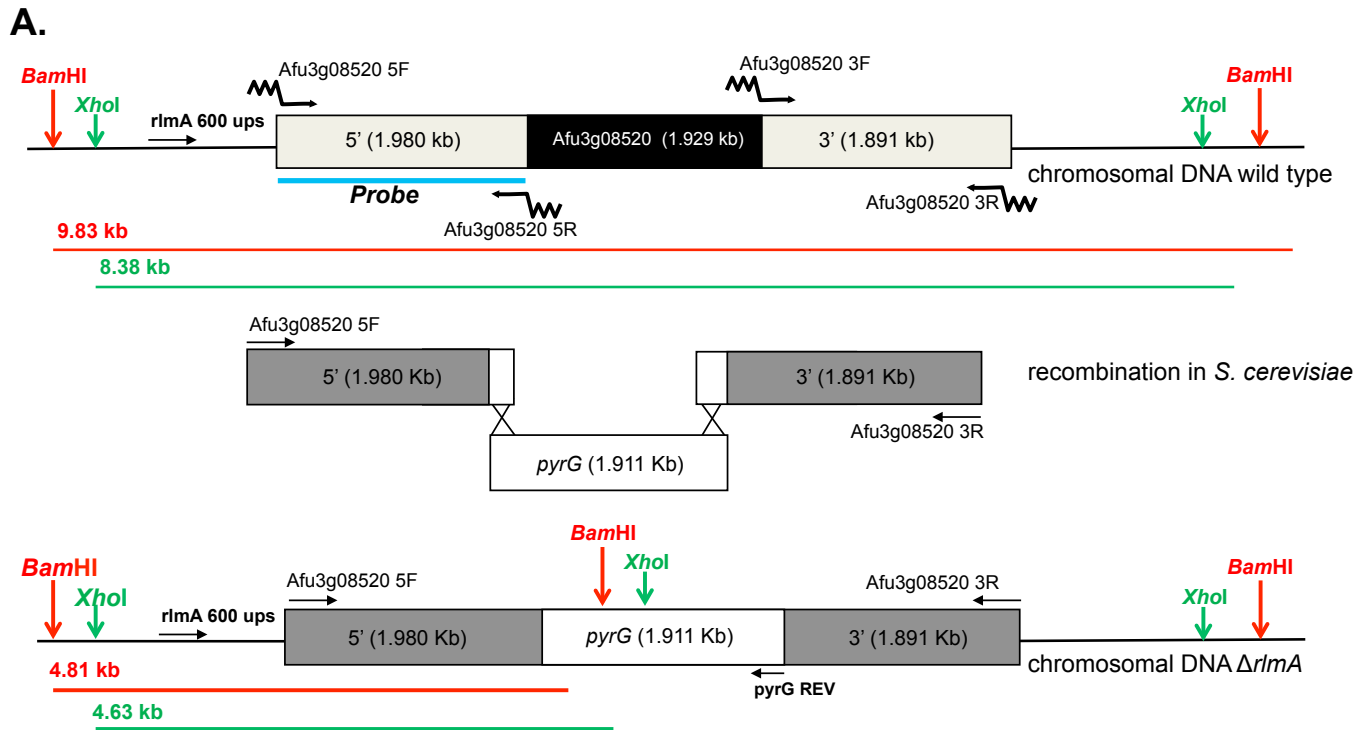 A.
BamHI
XhoI
rlmA 600 ups
Afu3g08520 5F
Afu3g08520 3F
XhoI
BamHI
5’ (1.980 kb)
Afu3g08520 (1.929 kb)
3’ (1.891 kb)
chromosomal DNA wild type
Probe
Afu3g08520 5R
Afu3g08520 3R
9.83 kb
8.38 kb
Afu3g08520 5F
5’ (1.980 Kb)
3’ (1.891 Kb)
recombination in S. cerevisiae
Afu3g08520 3R
pyrG (1.911 Kb)
BamHI
XhoI
rlmA 600 ups
Afu3g08520 5F
BamHI
XhoI
Afu3g08520 3R
XhoI
BamHI
5’ (1.980 Kb)
pyrG (1.911 Kb)
3’ (1.891 Kb)
chromosomal DNA ΔrlmA
pyrG REV
4.81 kb
4.63 kb